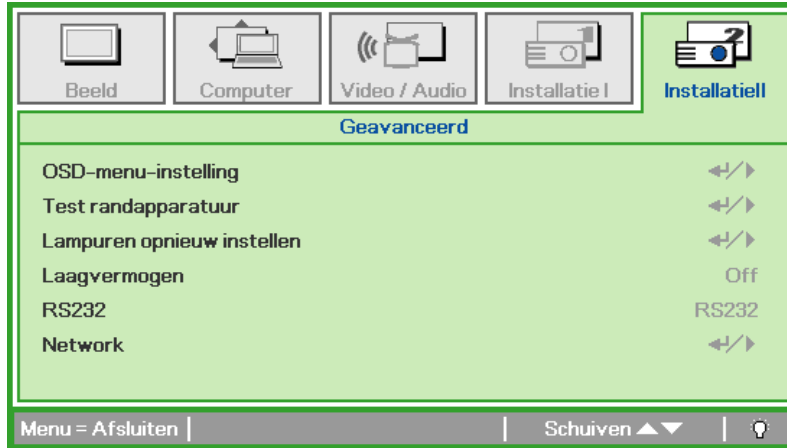 Beeld Computer Video / Audio Installatie I InstallatieII
Geavanceerd
OSD-menu-instelling
Test randapparatuur
Lampuren opnieuw instellen
Laagvermogen Off
RS232 RS232
Network
Menu = Afsluiten Schuiven